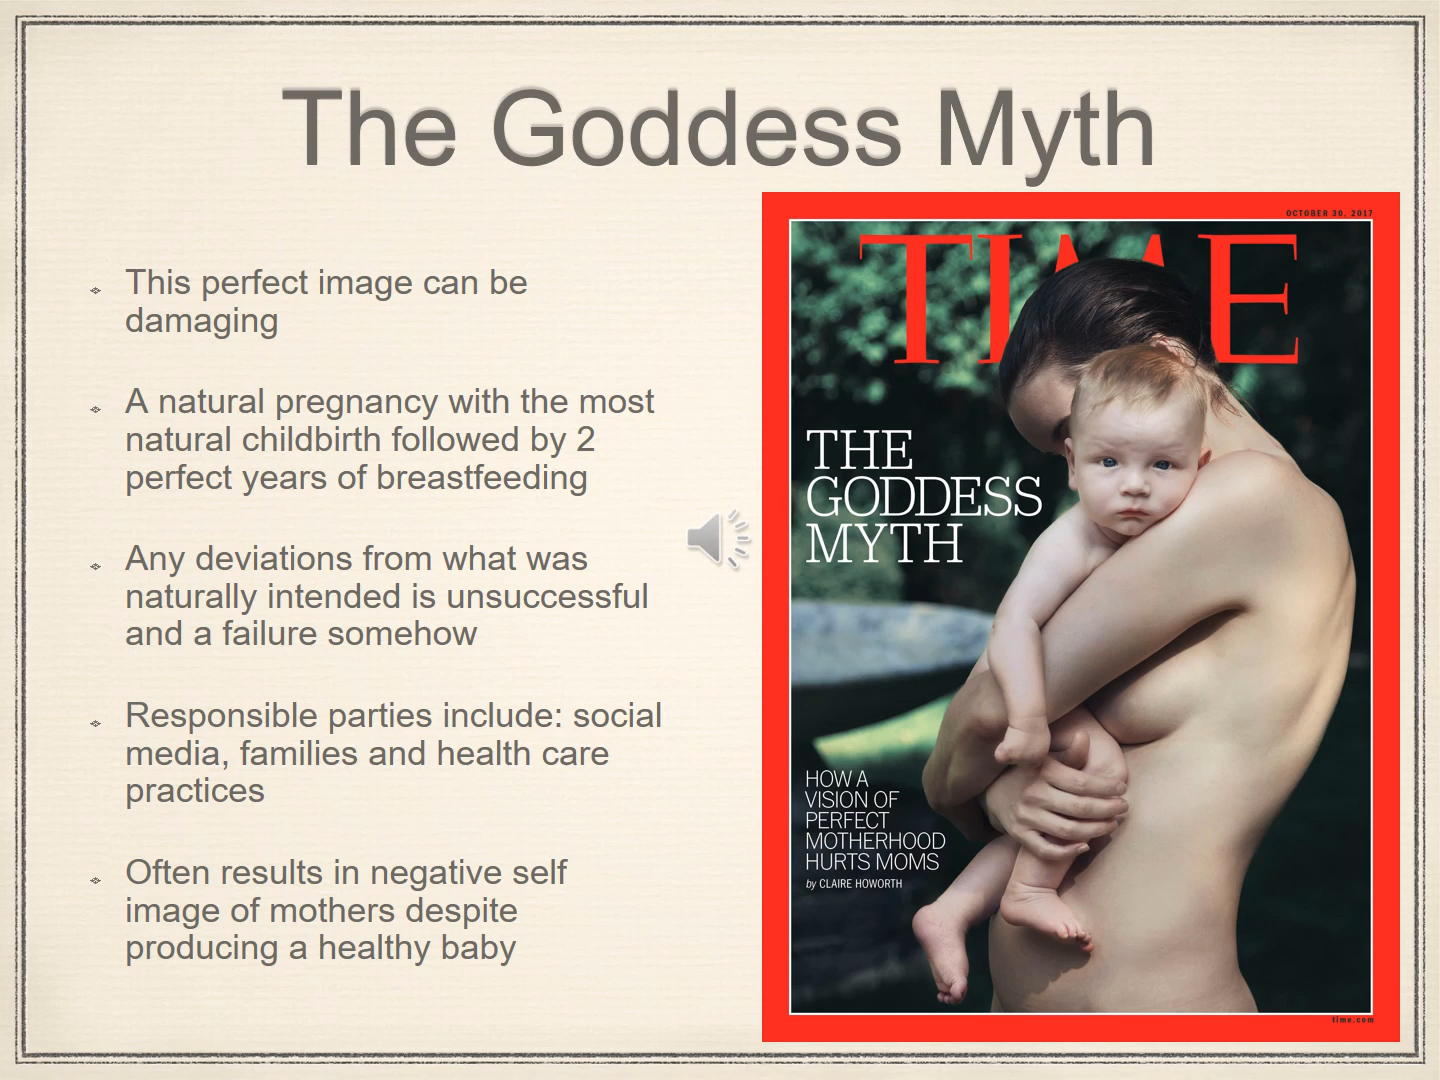 The Goddess Myth
This perfect image can be
damaging
A natural pregnancy with the most
natural childbirth followed by 2
perfect years of breastfeeding
Any deviations from what was
naturally intended is unsuccessful
and a failure somehow
Responsible parties include: social
media, families and health care
practices
Often results in negative self
image of mothers despite
producing a healthy baby
OCTOBER 30, 2017
TIME
THE
GODDESS
MYTH
HOW A
VISION OF
PERFECT
MOTHERHOOD
HURTS MOMS
by CLAIRE HOWORTH
time.com